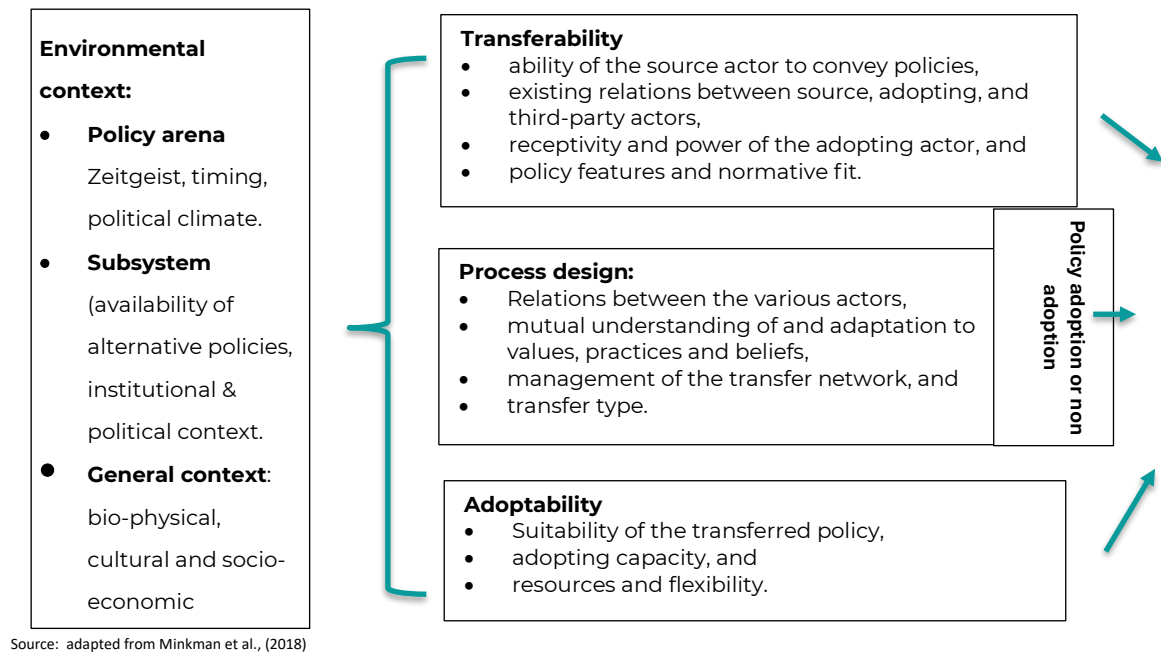 Environmental
context:
• Policy arena
Zeitgeist, timing,
political climate.
• Subsystem
(availability of
alternative policies,
institutional &
political context.
• General context:
bio-physical,
cultural and socio-
economic
Transferability
• ability of the source actor to convey policies,
• existing relations between source, adopting, and
third-party actors,
• receptivity and power of the adopting actor, and
• policy features and normative fit.
Process design:
• Relations between the various actors,
• mutual understanding of and adaptation to
values, practices and beliefs,
• management of the transfer network, and
• transfer type.
Adoptability
• Suitability of the transferred policy,
• adopting capacity, and
• resources and flexibility.
Policy adoption or non
adoption
Source: adapted from Minkman et al., (2018)